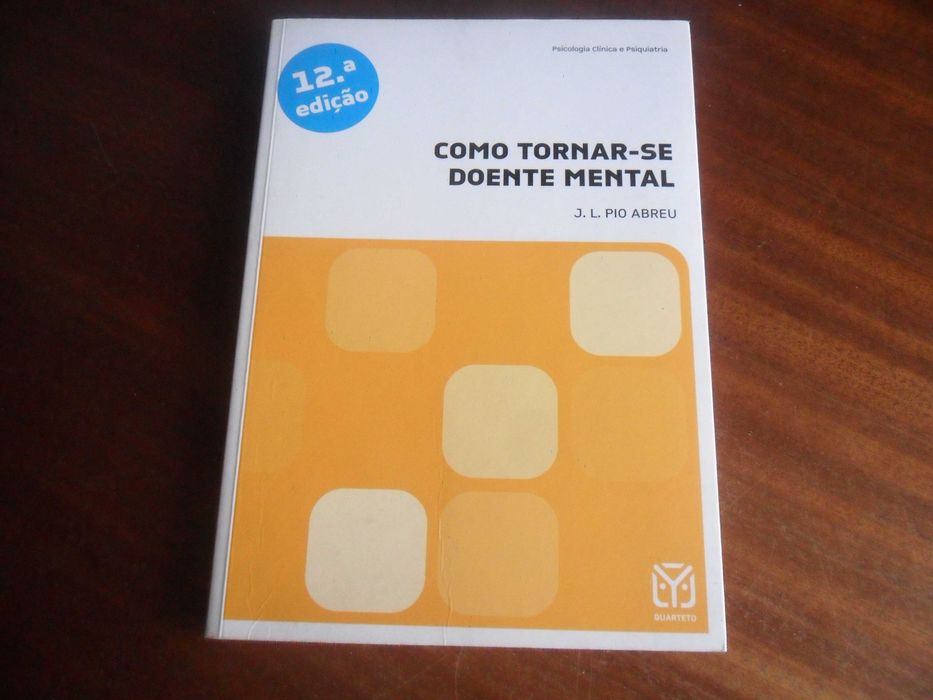 Psicologia Clínica e Psiquiatria
12.ª
edição
COMO TORNAR-SE
DOENTE MENTAL
J. L. PIO ABREU
QUARTETO